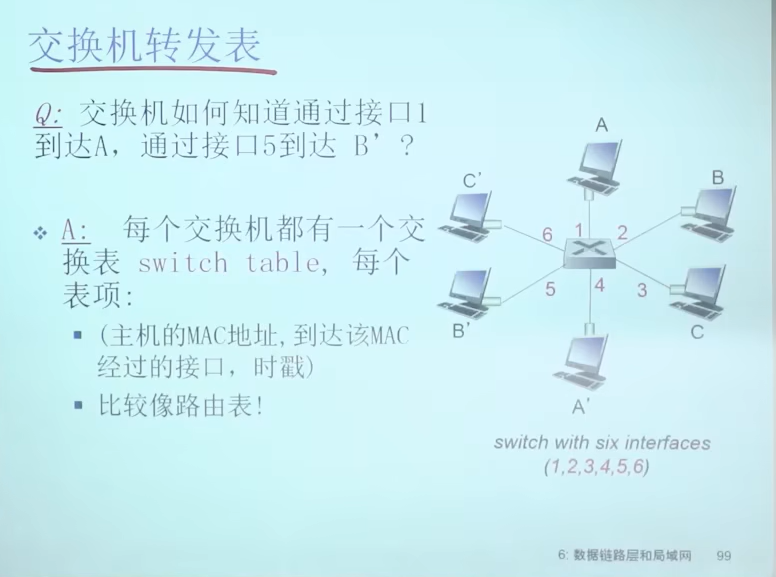 交换机转发表
Q: 交换机如何知道通过接口1
到达A，通过接口5到达 B'?
A: 每个交换机都有一个交
换表 switch table, 每个
表项:
(主机的MAC地址,到达该MAC
经过的接口，时戳)
比较像路由表!
A
C'
B
6
1
2
5
4
3
B'
C
A'
switch with six interfaces
(1,2,3,4,5,6)
6: 数据链路层和局域网 99